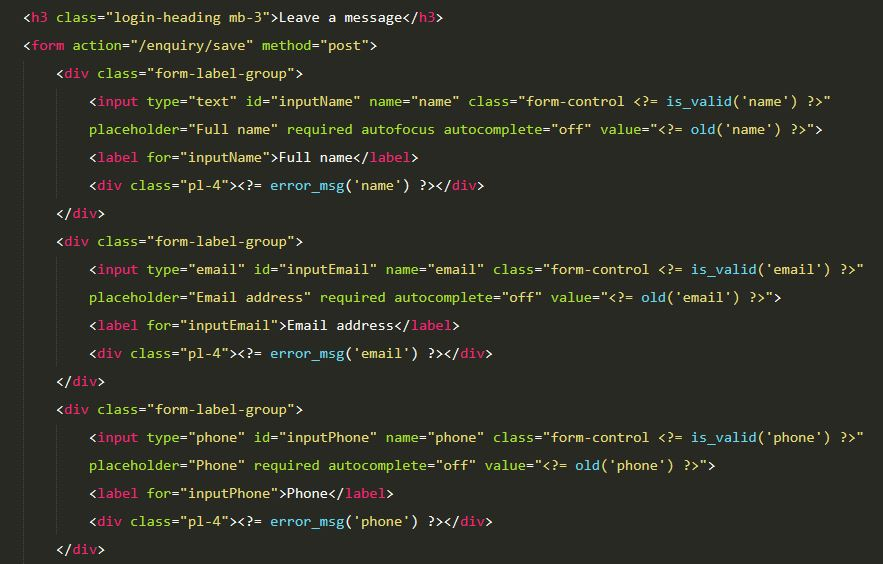 <h3 class="login-heading mb-3">Leave a message</h3>
<form action="/enquiry/save" method="post">
<div class="form-label-group">
<input type="text" id="inputName" name="name" class="form-control <?= is_valid('name') ?>"
placeholder="Full name" required autofocus autocomplete="off" value="<?= old('name') ?>">
<label for="inputName">Full name</label>
<div class="pl-4"><?= error_msg('name') ?></div>
</div>
<div class="form-label-group">
<input type="email" id="inputEmail" name="email" class="form-control <?= is_valid('email') ?>"
placeholder="Email address" required autocomplete="off" value="<?= old('email') ?>">
<label for="inputEmail">Email address</label>
<div class="pl-4"><?= error_msg('email') ?></div>
</div>
<div class="form-label-group">
<input type="phone" id="inputPhone" name="phone" class="form-control <?= is_valid('phone') ?>"
placeholder="Phone" required autocomplete="off" value="<?= old('phone') ?>">
<label for="inputPhone">Phone</label>
<div class="pl-4"><?= error_msg('phone') ?></div>
</div>